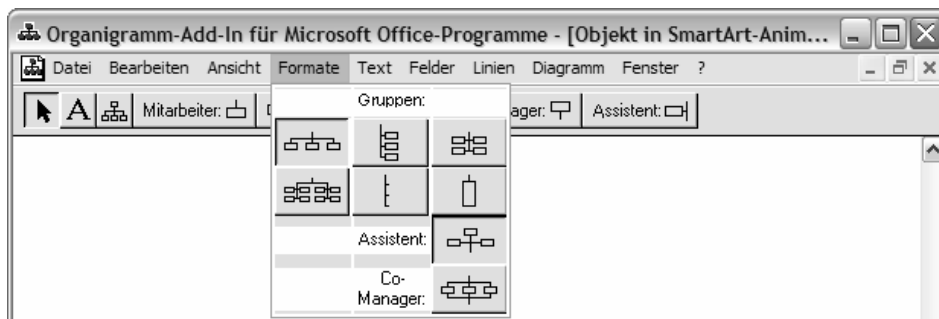 Organigramm-Add-In für Microsoft Office-Programme - [Objekt in SmartArt-Anim...
Datei Bearbeiten Ansicht Formate Text Felder Linien Diagramm Fenster ?
A Mitarbeiter: ager: Assistent:
Gruppen:
Assistent:
Co-
Manager: